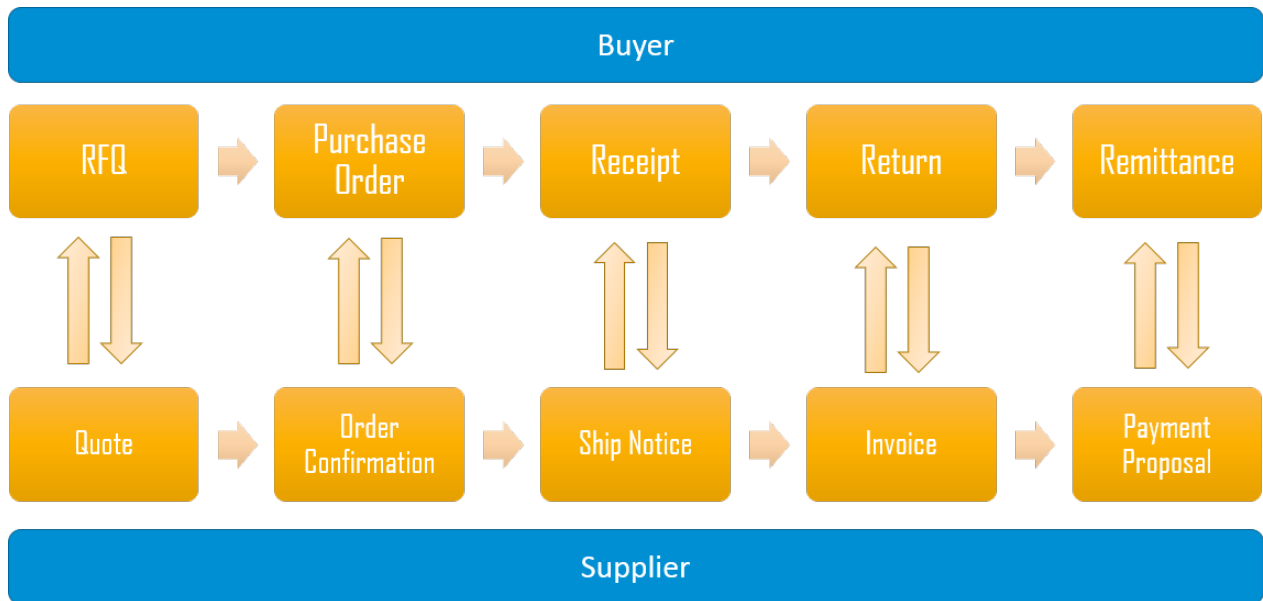 Buyer
RFQ
Purchase
Order
Receipt
Return
Remittance
Quote
Order
Confirmation
Ship Notice
Invoice
Payment
Proposal
Supplier